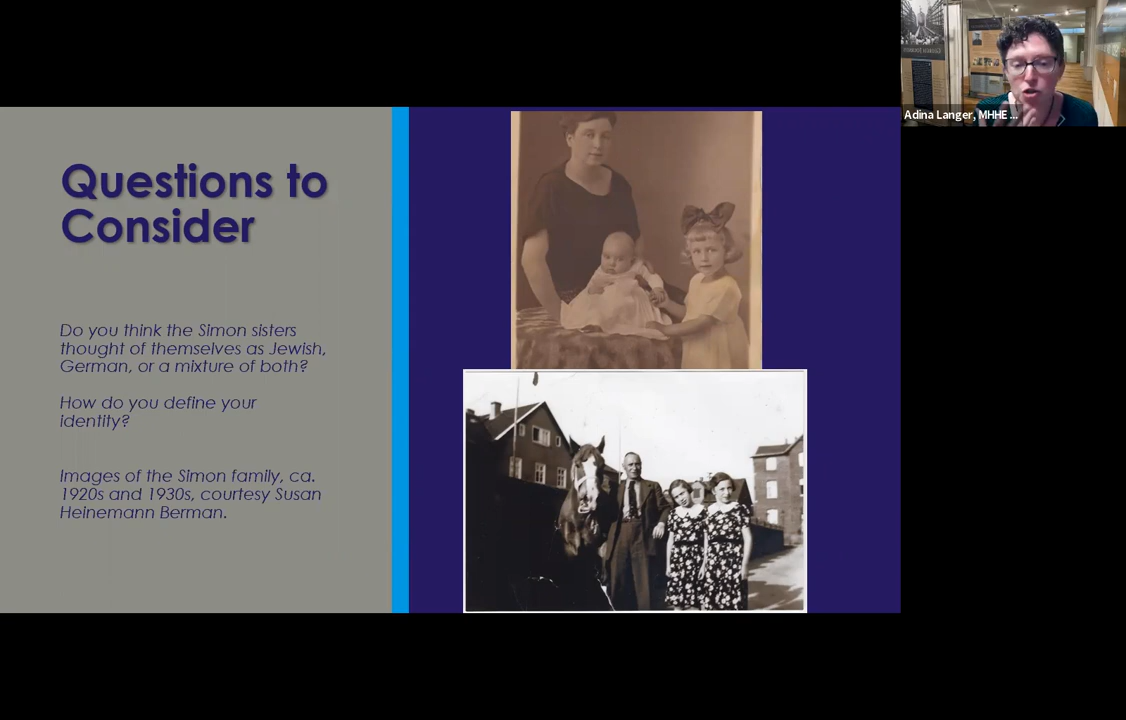 Questions to
Consider
Do you think the Simon sisters
thought of themselves as Jewish,
German, or a mixture of both?
How do you define your
identity?
Images of the Simon family, ca.
1920s and 1930s, courtesy Susan
Heinemann Berman.
Adina Langer, MHHE ...